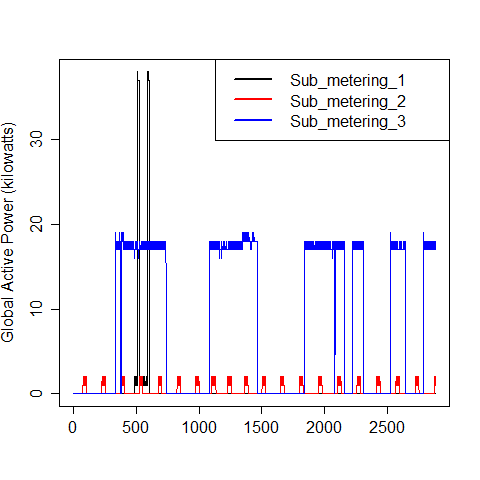 Sub_metering_1
Sub_metering_2
Sub_metering_3
Global Active Power (kilowatts)
30
20
10
0
0 500 1000 1500 2000 2500